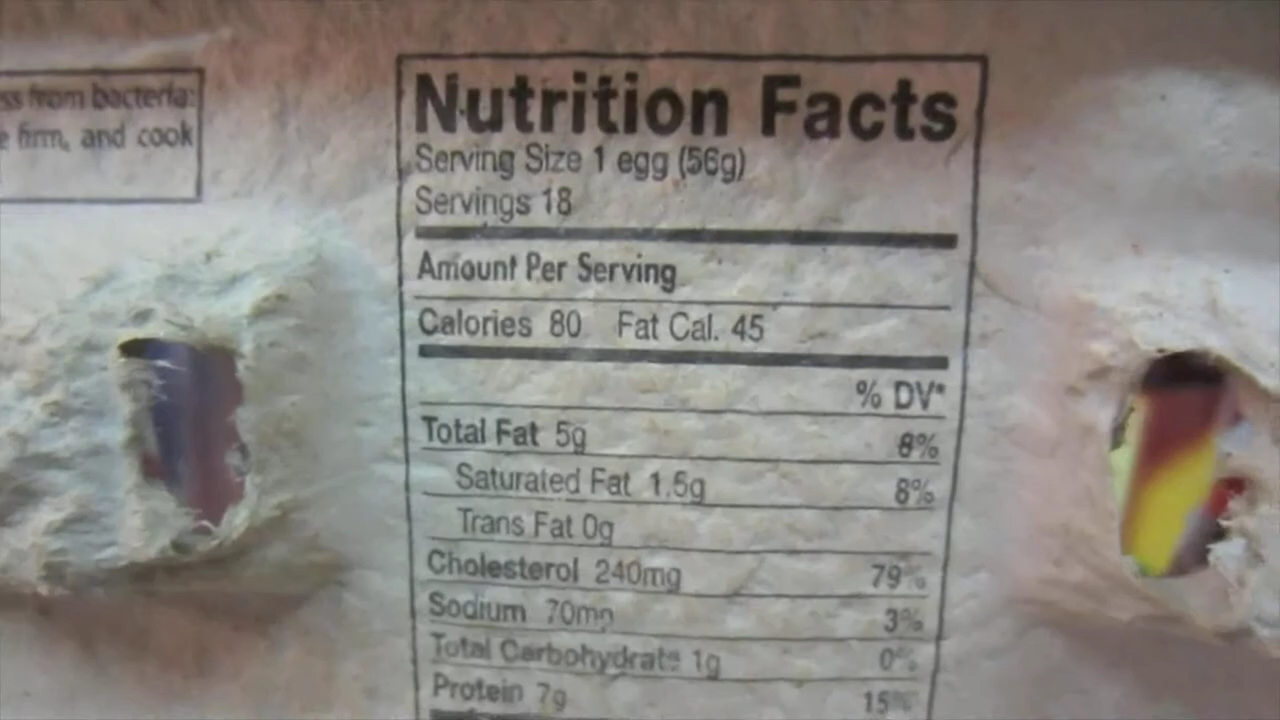 ss from bacteria:
e firm, and cook
Nutrition Facts
Serving Size 1 egg (56g)
Servings 18
Amount Per Serving
Calories 80 Fat Cal. 45
% DV*
Total Fat 5g 8%
Saturated Fat 1.5g 8%
Trans Fat 0g
Cholesterol 240mg 79%
Sodium 70mg 3%
Total Carbohydrate 1g 0%
Protein 7g 15%